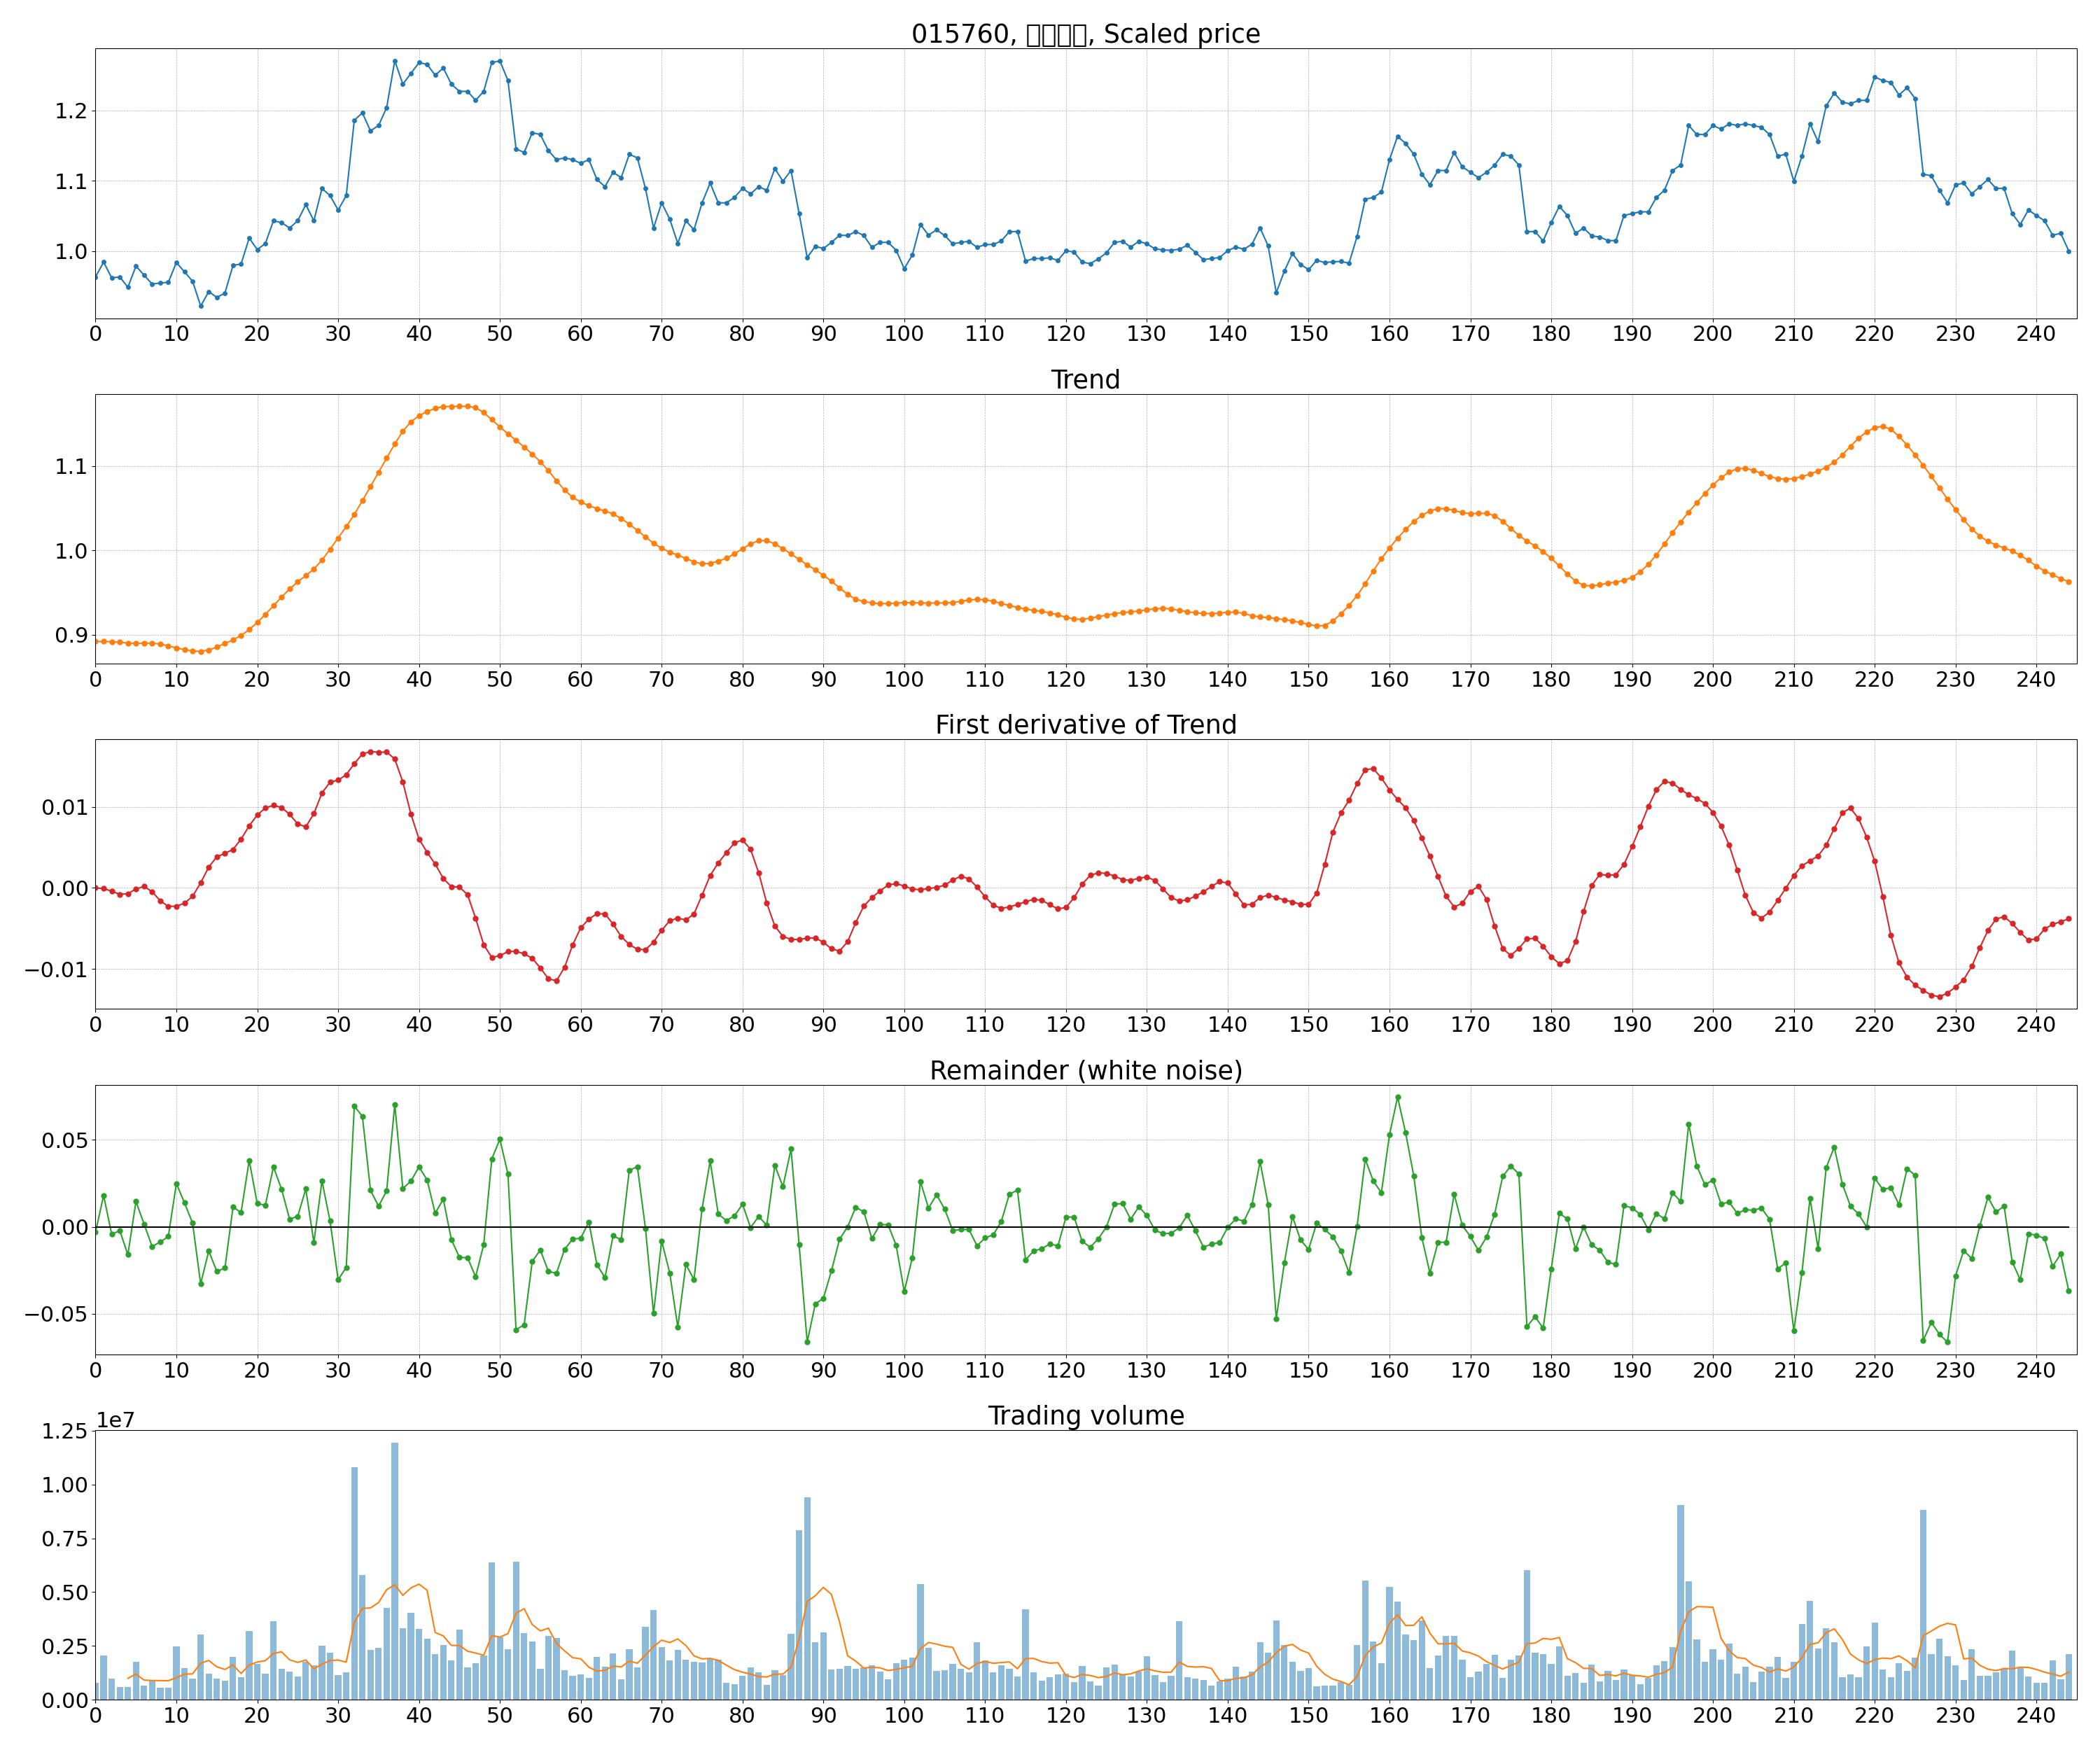 015760, □□□□, Scaled price
1.2
1.1
1.0
0 10 20 30 40 50 60 70 80 90 100 110 120 130 140 150 160 170 180 190 200 210 220 230 240
Trend
1.1
1.0
0.9
0 10 20 30 40 50 60 70 80 90 100 110 120 130 140 150 160 170 180 190 200 210 220 230 240
First derivative of Trend
0.01
0.00
−0.01
0 10 20 30 40 50 60 70 80 90 100 110 120 130 140 150 160 170 180 190 200 210 220 230 240
Remainder (white noise)
0.05
0.00
−0.05
0 10 20 30 40 50 60 70 80 90 100 110 120 130 140 150 160 170 180 190 200 210 220 230 240
Trading volume
1e7
1.25
1.00
0.75
0.50
0.25
0.00
0 10 20 30 40 50 60 70 80 90 100 110 120 130 140 150 160 170 180 190 200 210 220 230 240